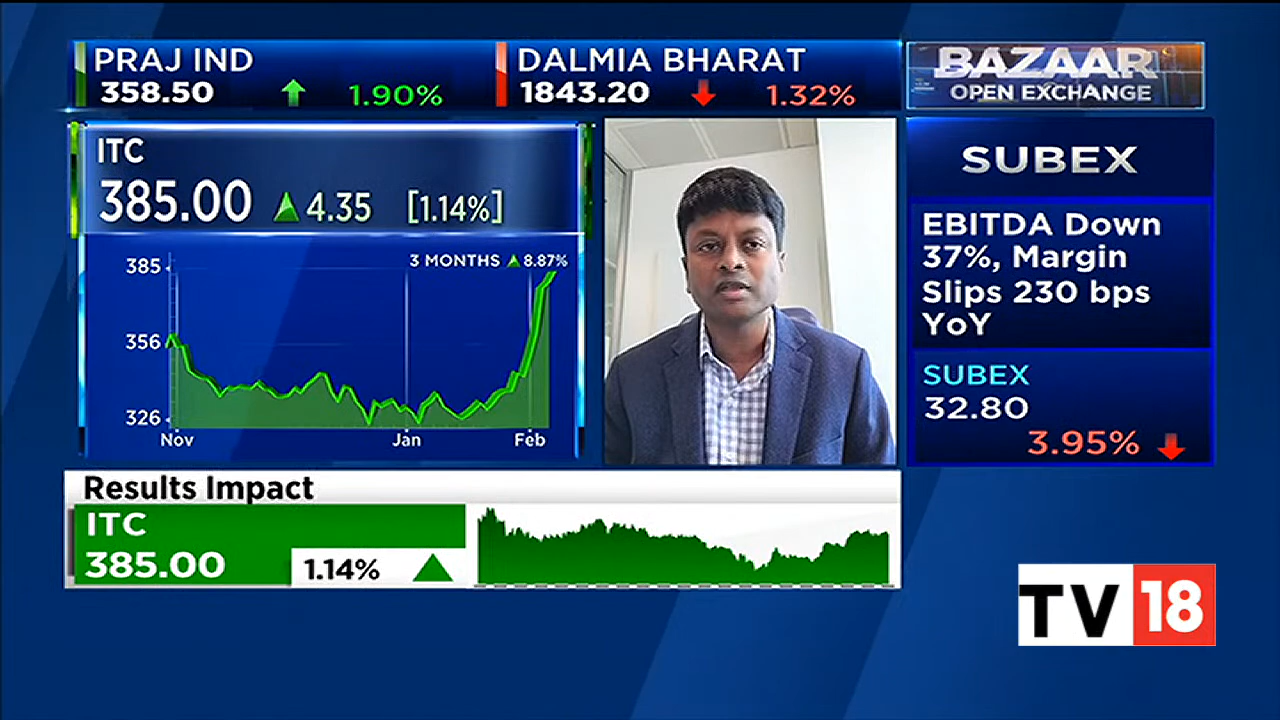 PRAJ IND
358.50 1.90%
DALMIA BHARAT
1843.20 1.32%
BAZAAR
OPEN EXCHANGE
ITC
385.00 4.35 [1.14%]
3 MONTHS 8.87%
385
356
326
Nov Jan Feb
SUBEX
EBITDA Down
37%, Margin
Slips 230 bps
YoY
SUBEX
32.80
3.95%
Results Impact
ITC
385.00
1.14%
TV18